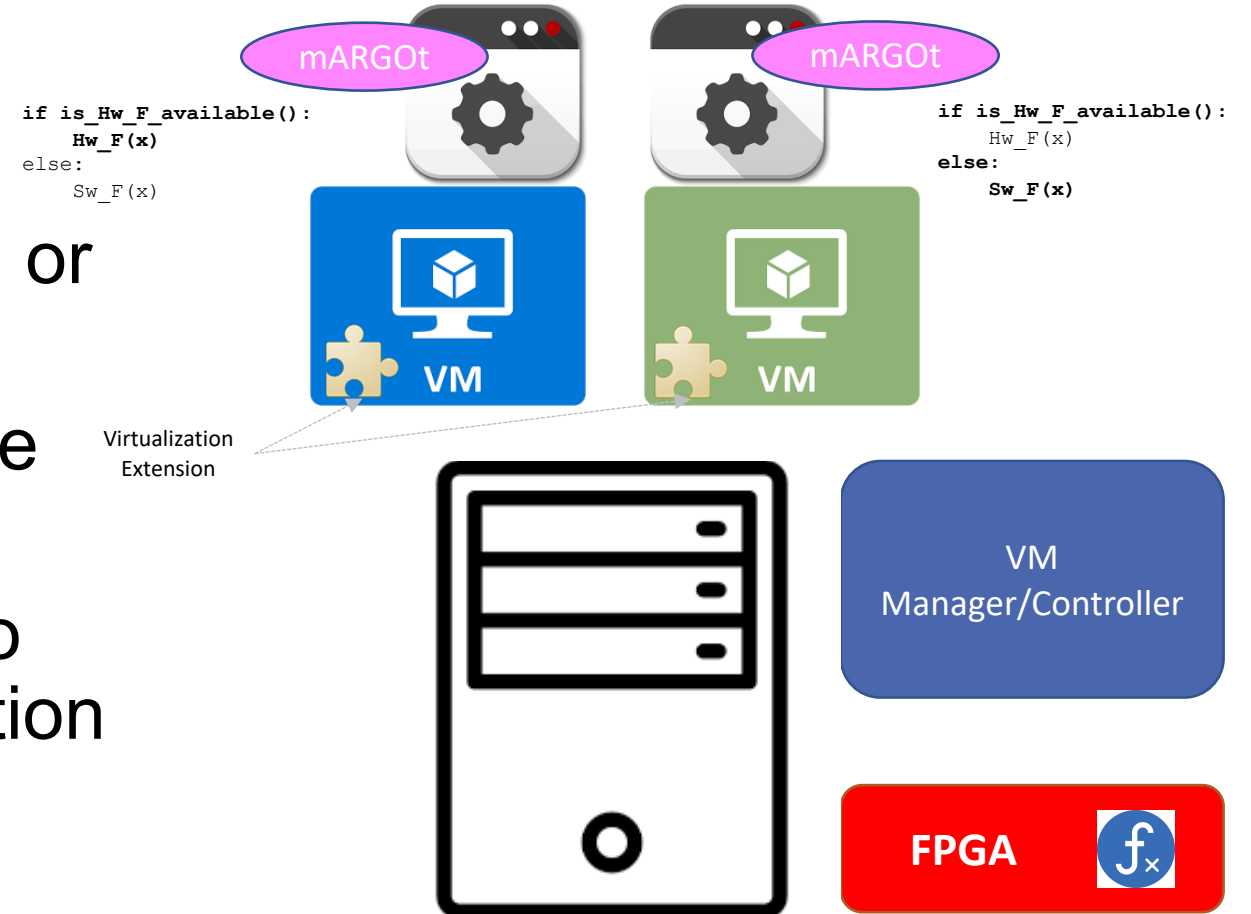 mARGOt
mARGOt
if is_Hw_F_available():
Hw_F(x)
else:
Sw_F(x)
if is_Hw_F_available():
Hw_F(x)
else:
Sw_F(x)
or
VM
VM
e
Virtualization
Extension
VM
Manager/Controller
tion
FPGA
fx